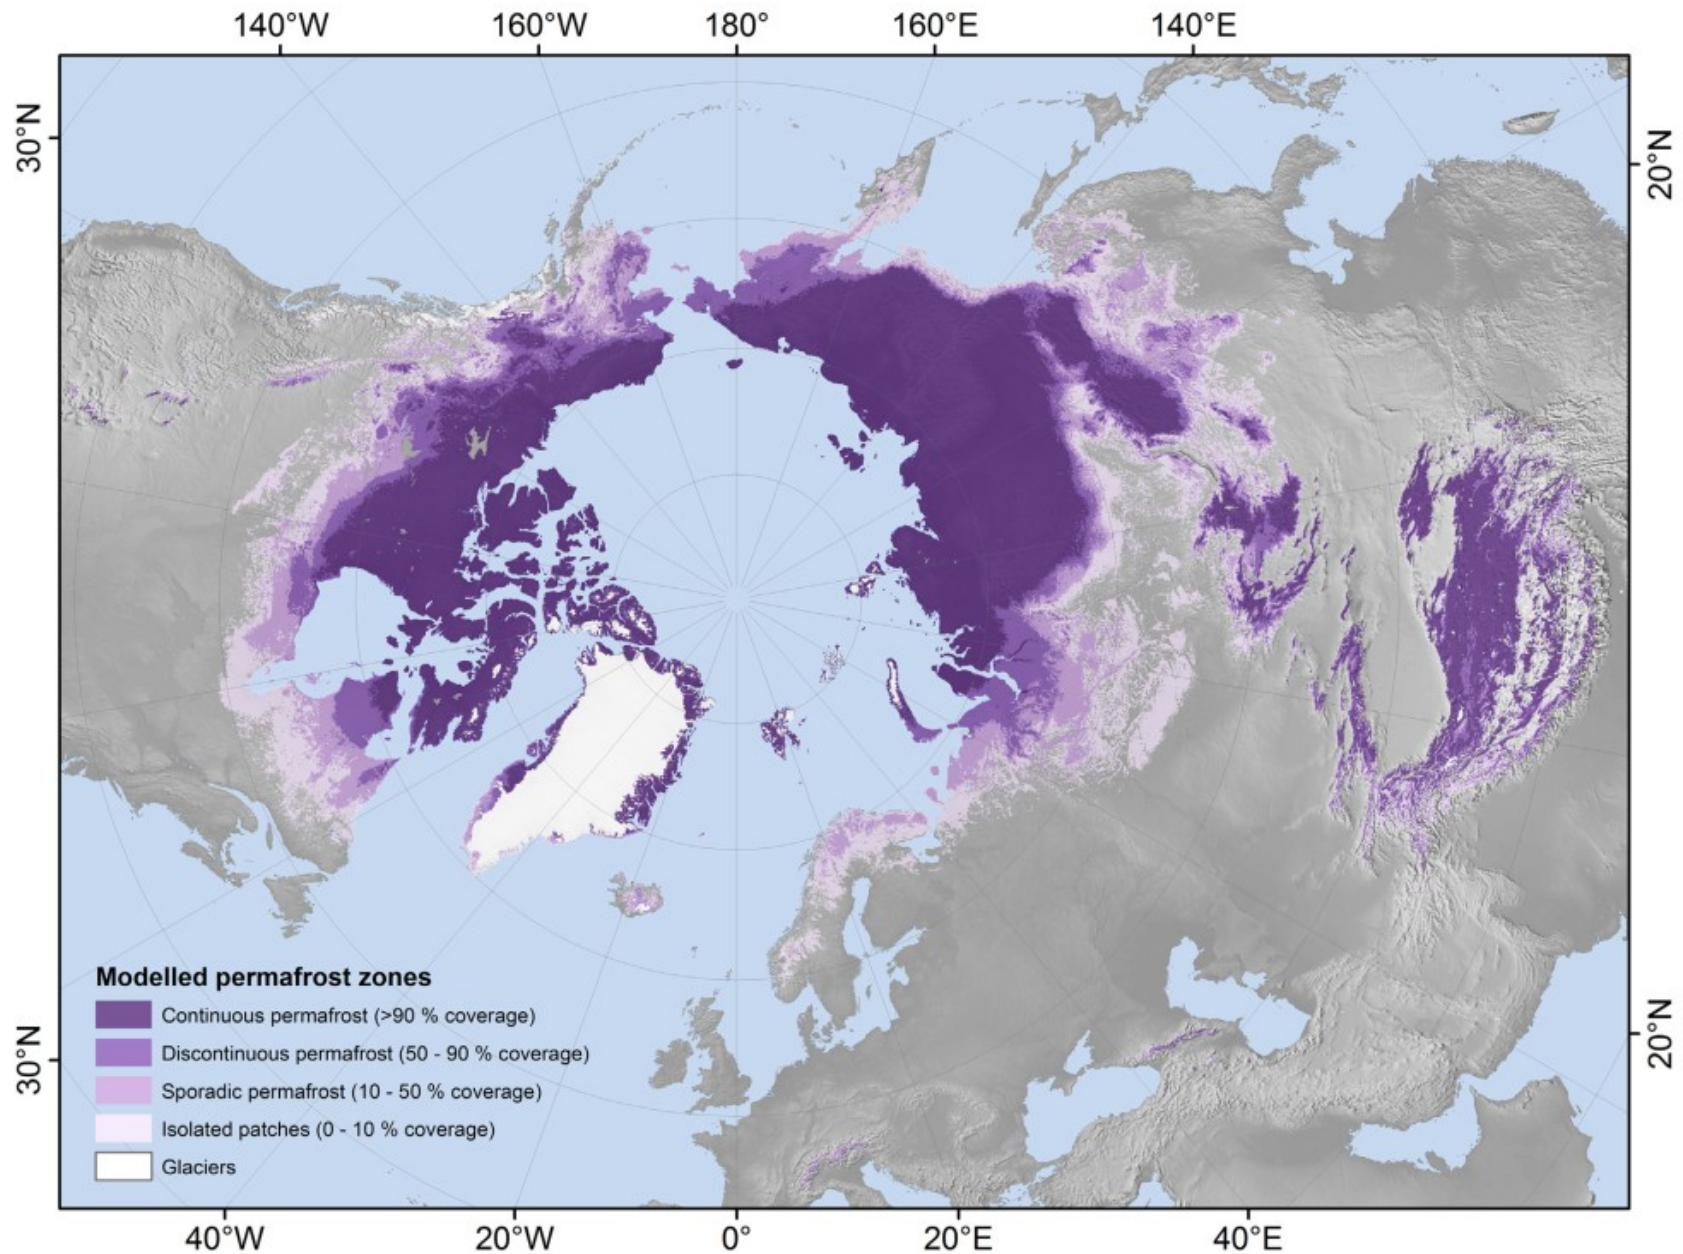 140°W 160°W 180° 160°E 140°E
30°N
20°N
Modelled permafrost zones
Continuous permafrost (>90 % coverage)
Discontinuous permafrost (50 - 90 % coverage)
Sporadic permafrost (10 - 50 % coverage)
Isolated patches (0 - 10 % coverage)
Glaciers
30°N
20°N
40°W 20°W 0° 20°E 40°E